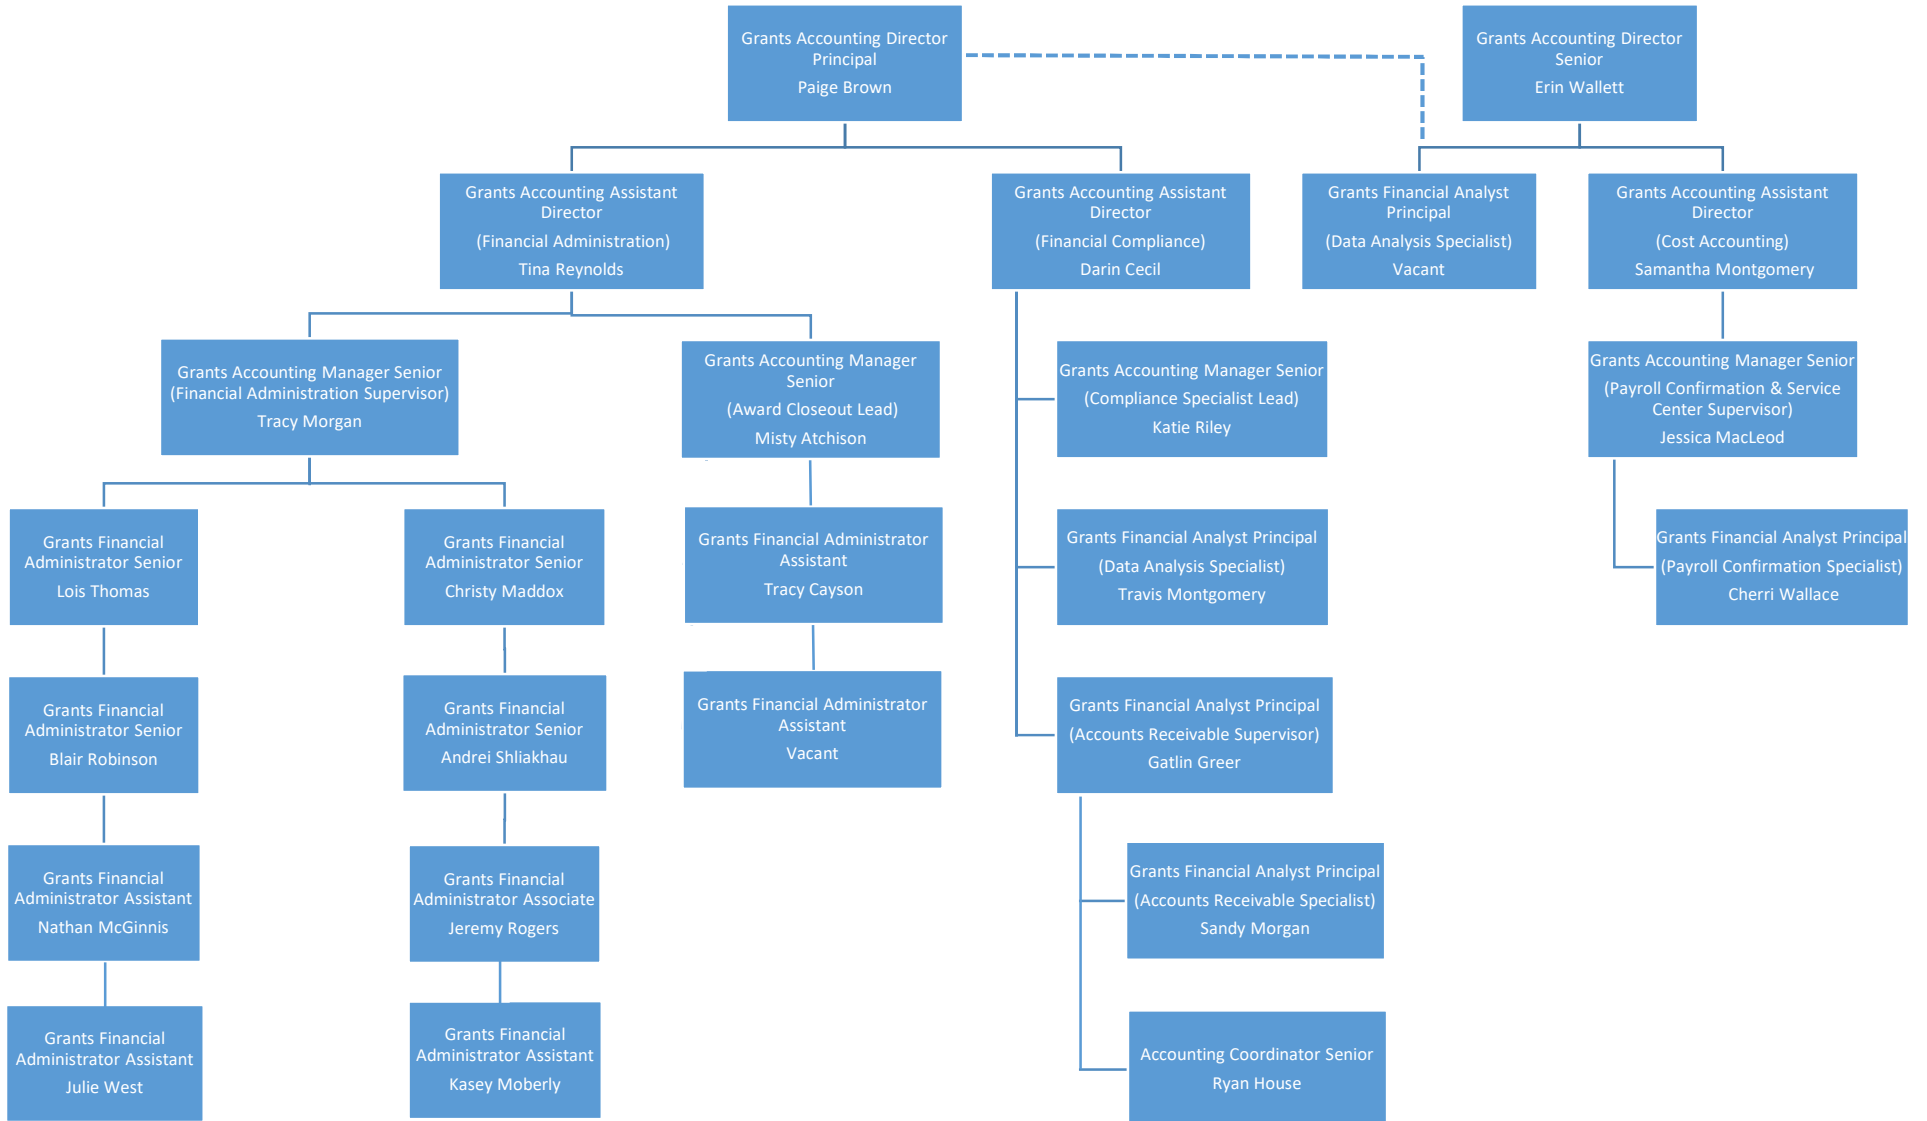 Grants Accounting Director
Principal
Paige Brown
Grants Accounting Director
Senior
Erin Wallett
Grants Accounting Assistant
Director
(Financial Administration)
Tina Reynolds
Grants Accounting Assistant
Director
(Financial Compliance)
Darin Cecil
Grants Financial Analyst
Principal
(Data Analysis Specialist)
Vacant
Grants Accounting Assistant
Director
(Cost Accounting)
Samantha Montgomery
Grants Accounting Manager Senior
(Financial Administration Supervisor)
Tracy Morgan
Grants Accounting Manager
Senior
(Award Closeout Lead)
Misty Atchison
Grants Accounting Manager Senior
(Compliance Specialist Lead)
Katie Riley
Grants Accounting Manager Senior
(Payroll Confirmation & Service
Center Supervisor)
Jessica MacLeod
Grants Financial
Administrator Senior
Lois Thomas
Grants Financial
Administrator Senior
Christy Maddox
Grants Financial Administrator
Assistant
Tracy Cayson
Grants Financial Analyst Principal
(Data Analysis Specialist)
Travis Montgomery
Grants Financial Analyst Principal
(Payroll Confirmation Specialist)
Cherri Wallace
Grants Financial
Administrator Senior
Blair Robinson
Grants Financial
Administrator Senior
Andrei Shliakhau
Grants Financial Administrator
Assistant
Vacant
Grants Financial Analyst Principal
(Accounts Receivable Supervisor)
Gatlin Greer
Grants Financial
Administrator Assistant
Nathan McGinnis
Grants Financial
Administrator Associate
Jeremy Rogers
Grants Financial Analyst Principal
(Accounts Receivable Specialist)
Sandy Morgan
Grants Financial
Administrator Assistant
Julie West
Grants Financial
Administrator Assistant
Kasey Moberly
Accounting Coordinator Senior
Ryan House